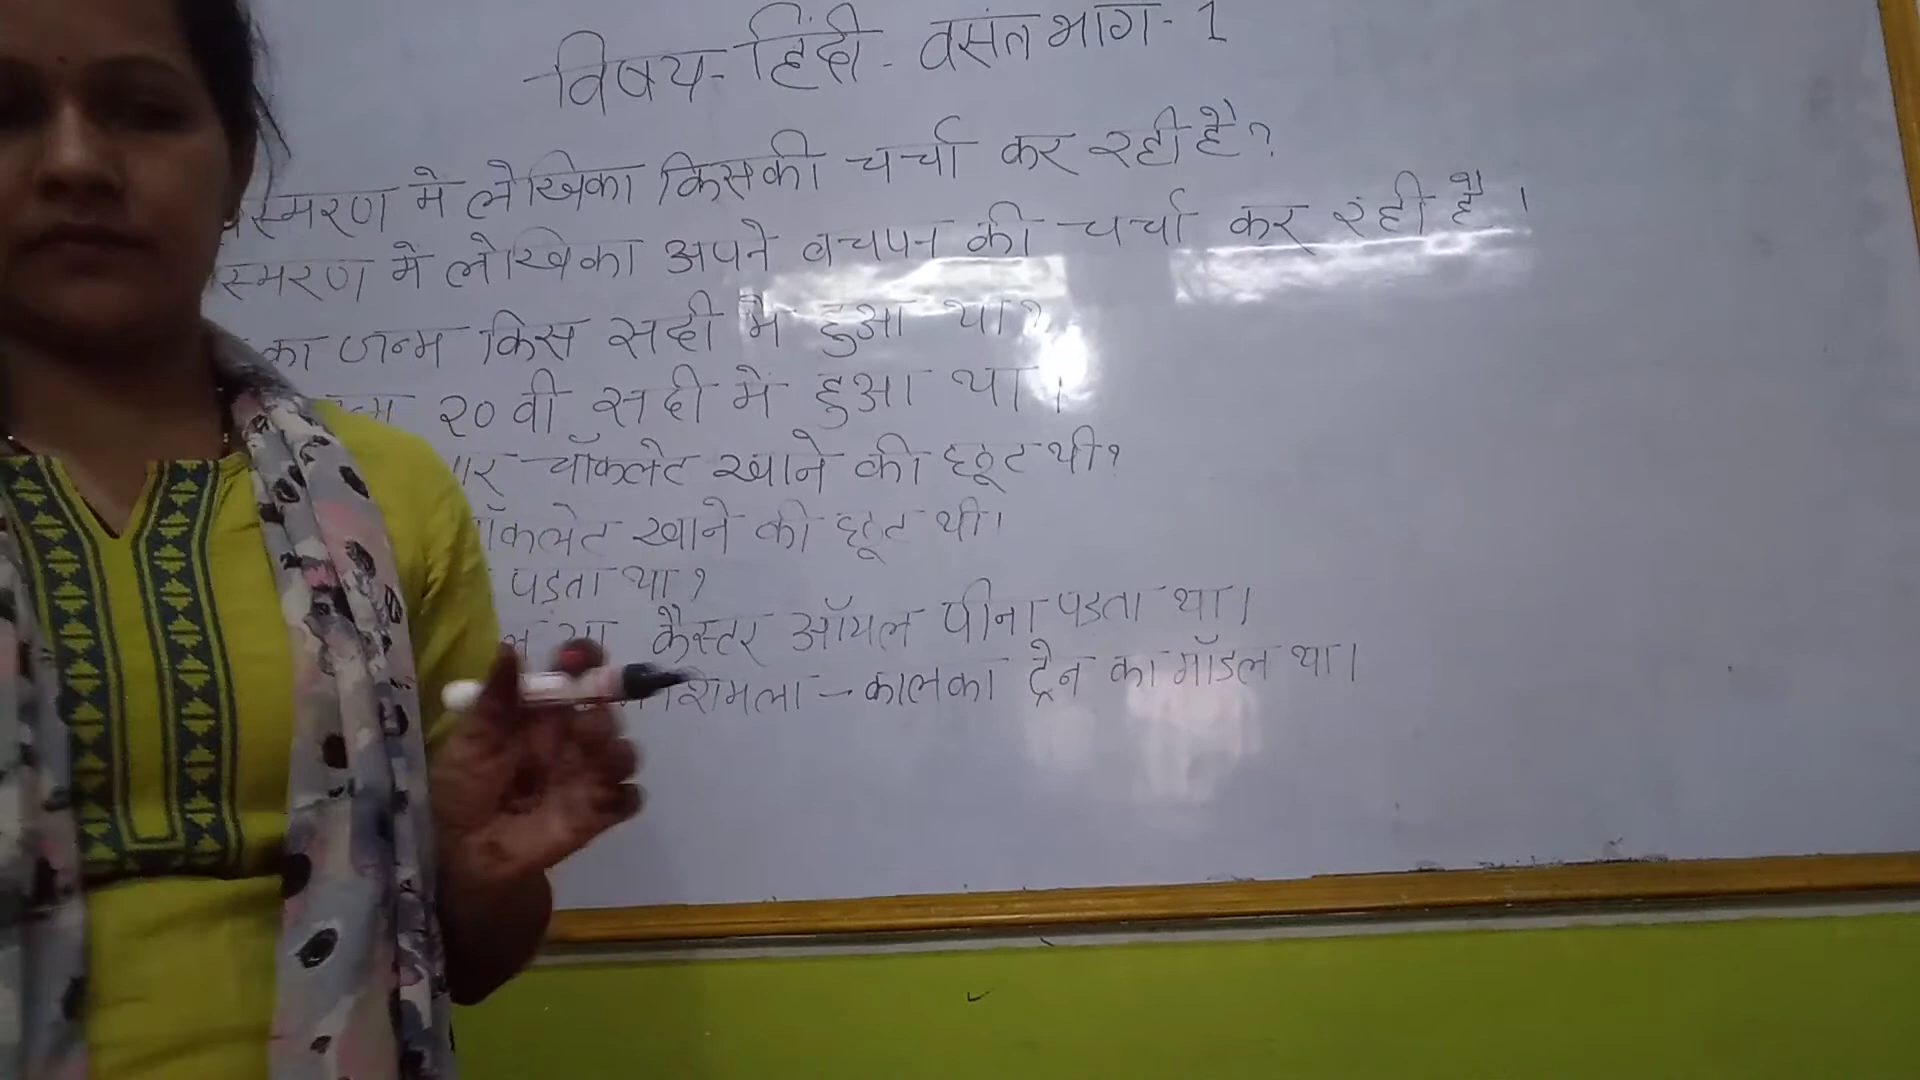 विषय - हिंदी - वसंत भाग - 1
स्मरण मे लेखिका किसकी चर्चा कर रही है?
स्मरण में लेखिका अपने बचपन की चर्चा कर रही है ।
का जन्म किस सदी मे हुआ था?
२० वी सदी में हुआ था ।
चॉकलेट खाने की छूट थी?
ॉकलेट खाने की छूट थी।
पड़ता था?
या कैस्टर ऑयल पीना पडता था।
शिमला - कालका ट्रेन का मॉडल था।